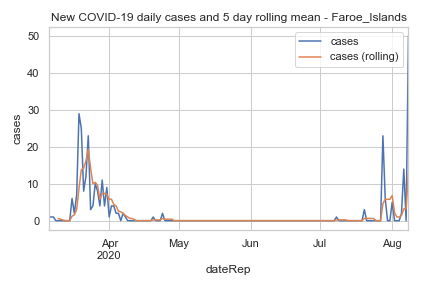 New COVID-19 daily cases and 5 day rolling mean - Faroe_Islands
cases
cases (rolling)
50
40
30
20
10
0
cases
Apr
2020
May
Jun
Jul
Aug
dateRep